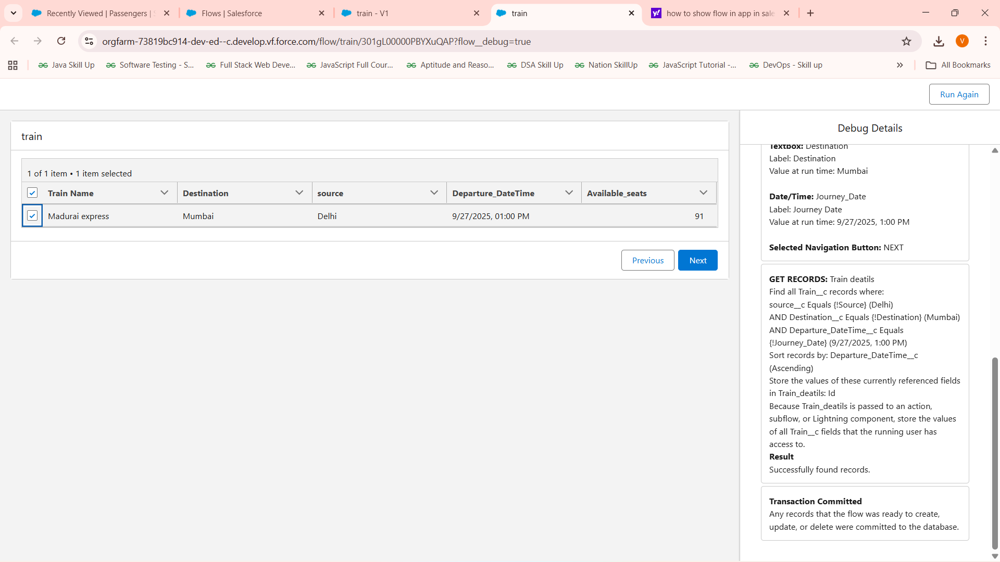 Recently Viewed | Passengers |
Flows | Salesforce
train - V1
train
how to show flow in app in sale
orgfarm-73819bc914-dev-ed--c.develop.vf.force.com/flow/train/301gL00000PBYXuQAP?flow__debug=true
V
Java Skill Up
Software Testing - S...
Full Stack Web Deve...
JavaScript Full Cour...
Aptitude and Reaso...
DSA Skill Up
Nation SkillUp
JavaScript Tutorial -...
DevOps - Skill up
All Bookmarks
Run Again
train
1 of 1 item • 1 item selected
Train Name Destination source Departure_DateTime Available_seats
Madurai express Mumbai Delhi 9/27/2025, 01:00 PM 91
Previous
Next
Debug Details
Textbox: Destination
Label: Destination
Value at run time: Mumbai
Date/Time: Journey_Date
Label: Journey Date
Value at run time: 9/27/2025, 1:00 PM
Selected Navigation Button: NEXT
GET RECORDS: Train deatils
Find all Train__c records where:
source__c Equals {!Source} (Delhi)
AND Destination__c Equals {!Destination} (Mumbai)
AND Departure_DateTime__c Equals
{!Journey_Date} (9/27/2025, 1:00 PM)
Sort records by: Departure_DateTime__c
(Ascending)
Store the values of these currently referenced fields
in Train_deatils: Id
Because Train_deatils is passed to an action,
subflow, or Lightning component, store the values
of all Train__c fields that the running user has
access to.
Result
Successfully found records.
Transaction Committed
Any records that the flow was ready to create,
update, or delete were committed to the database.